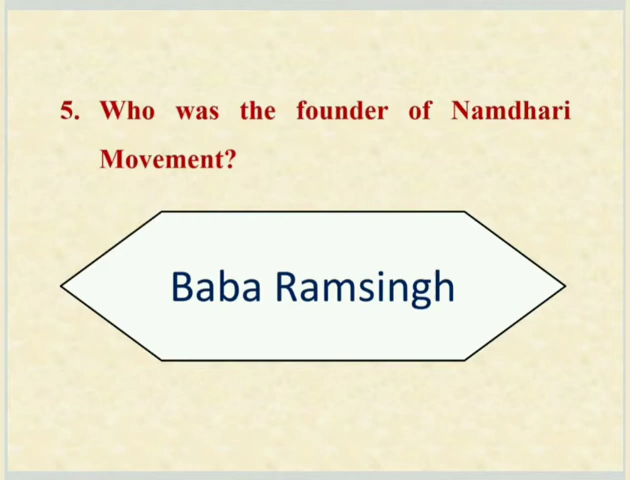 5. Who was the founder of Namdhari
Movement?
Baba Ramsingh